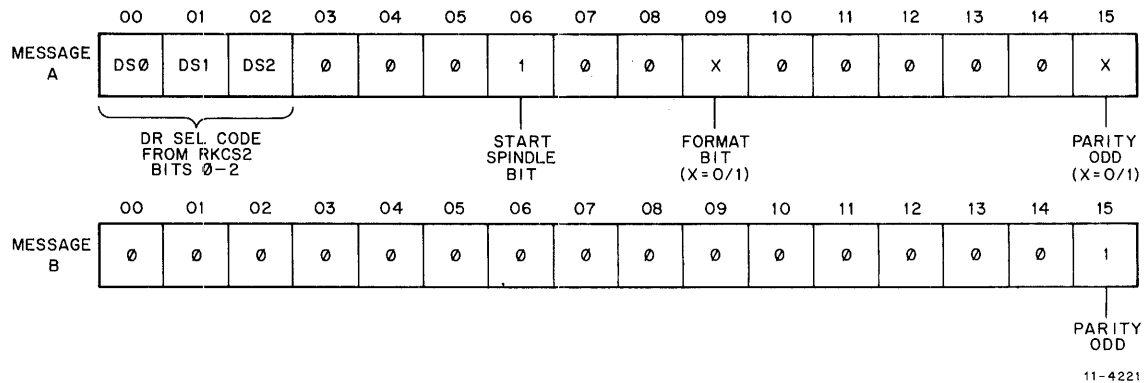 00 01 02 03 04 05 06 07 08 09 10 11 12 13 14 15
MESSAGE A
DSØ DS1 DS2 Ø Ø Ø 1 Ø Ø X Ø Ø Ø Ø Ø X
DR SEL. CODE
FROM RKCS2
BITS Ø-2
START
SPINDLE
BIT
FORMAT
BIT
(X=0/1)
PARITY
ODD
(X=0/1)
00 01 02 03 04 05 06 07 08 09 10 11 12 13 14 15
MESSAGE B
Ø Ø Ø Ø Ø Ø Ø Ø Ø Ø Ø Ø Ø Ø Ø 1
PARITY
ODD
11-4221